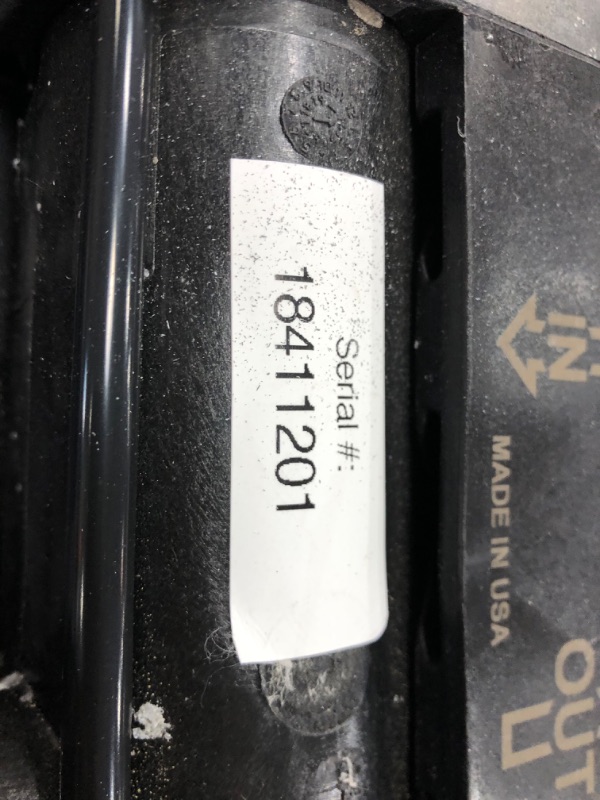 Serial #:
18411201
IN
MADE IN USA
OUT